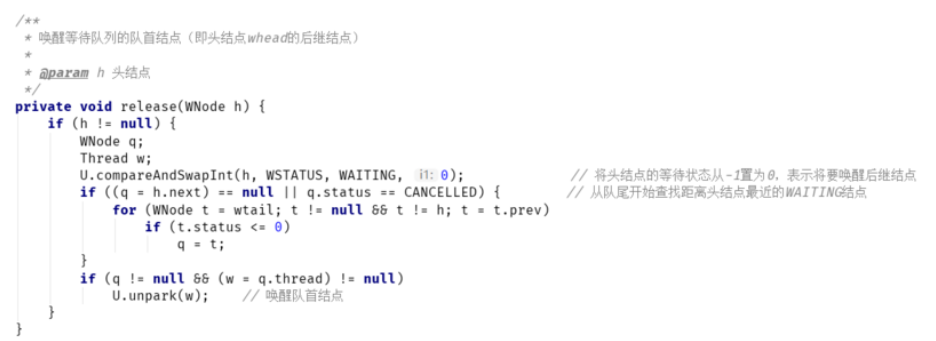 /**
 * 唤醒等待队列的队首结点（即头结点whead的后继结点）
 *
 * @param h 头结点
 */
private void release(WNode h) {
    if (h != null) {
        WNode q;
        Thread w;
        U.compareAndSwapInt(h, WSTATUS, WAITING, i1: 0);    // 将头结点的等待状态从-1置为0, 表示将要唤醒后继结点
        if ((q = h.next) == null || q.status == CANCELLED) {    // 从队尾开始查找距离头结点最近的WAITING结点
            for (WNode t = wtail; t != null && t != h; t = t.prev)
                if (t.status <= 0)
                    q = t;
        }
        if (q != null && (w = q.thread) != null)
            U.unpark(w);    // 唤醒队首结点
    }
}